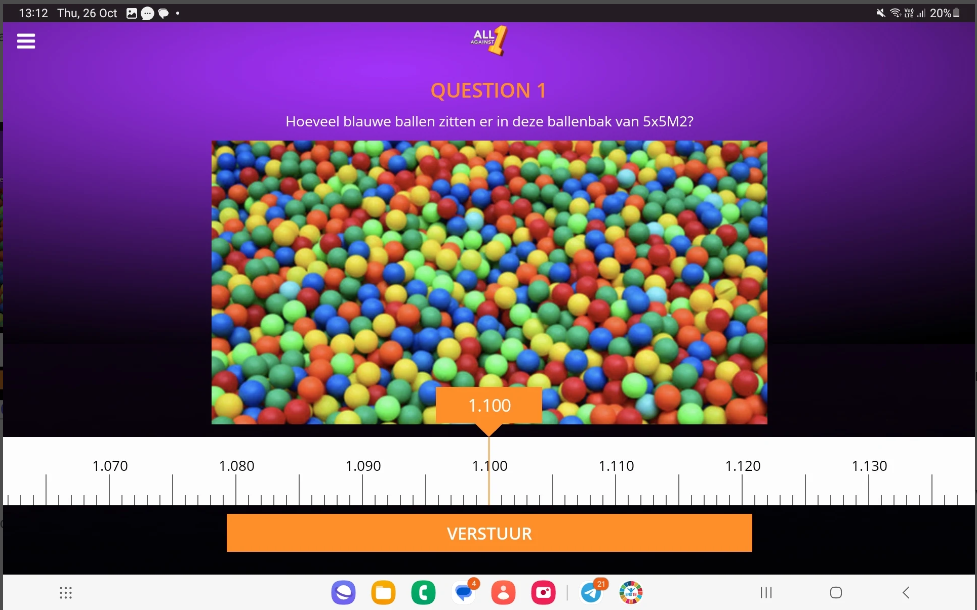 13:12 Thu, 26 Oct
20%
ALL
AGAINST
1
QUESTION 1
Hoeveel blauwe ballen zitten er in deze ballenbak van 5x5M2?
1.100
1.070 1.080 1.090 1.100 1.110 1.120 1.130
VERSTUUR
4
21